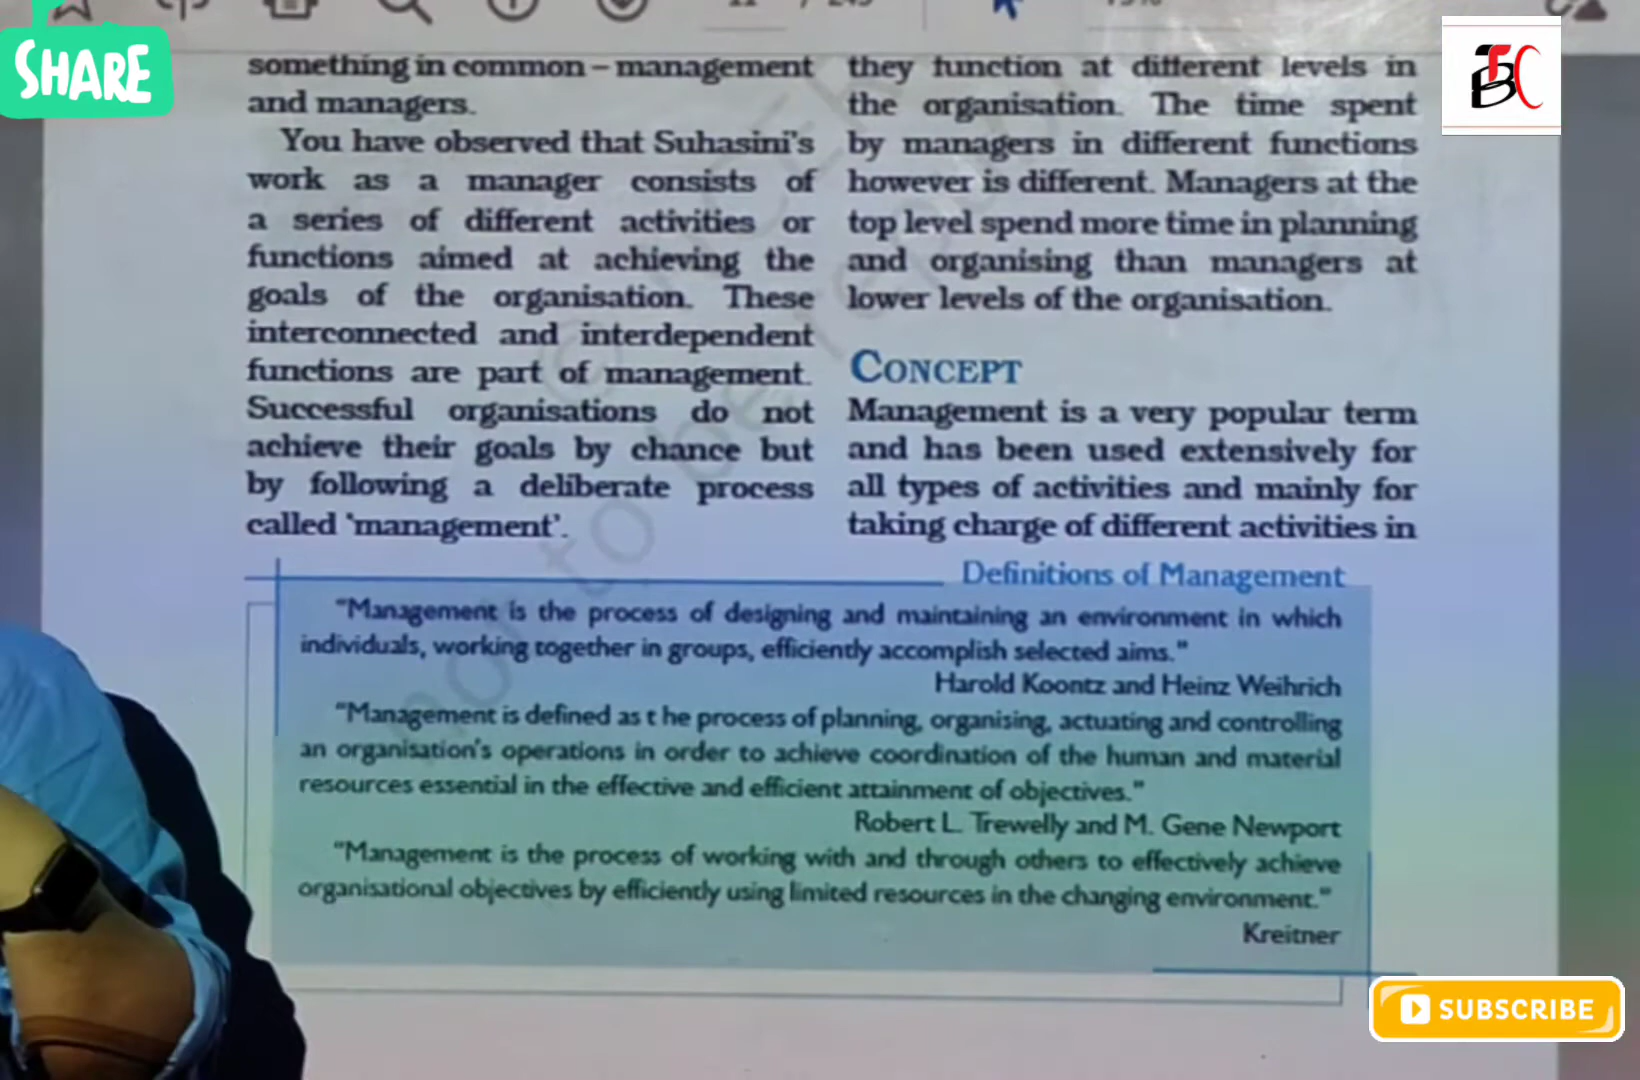 SHARE
something in common – management
and managers.
You have observed that Suhasini's
work as a manager consists of
a series of different activities or
functions aimed at achieving the
goals of the organisation. These
interconnected and interdependent
functions are part of management.
Successful organisations do not
achieve their goals by chance but
by following a deliberate process
called 'management'.
they function at different levels in
the organisation. The time spent
by managers in different functions
however is different. Managers at the
top level spend more time in planning
and organising than managers at
lower levels of the organisation.
CONCEPT
Management is a very popular term
and has been used extensively for
all types of activities and mainly for
taking charge of different activities in
Definitions of Management
"Management is the process of designing and maintaining an environment in which
individuals, working together in groups, efficiently accomplish selected aims."
Harold Koontz and Heinz Weihrich
"Management is defined as t he process of planning, organising, actuating and controlling
an organisation's operations in order to achieve coordination of the human and material
resources essential in the effective and efficient attainment of objectives."
Robert L. Trewelly and M. Gene Newport
"Management is the process of working with and through others to effectively achieve
organisational objectives by efficiently using limited resources in the changing environment."
Kreitner
not to be
SUBSCRIBE